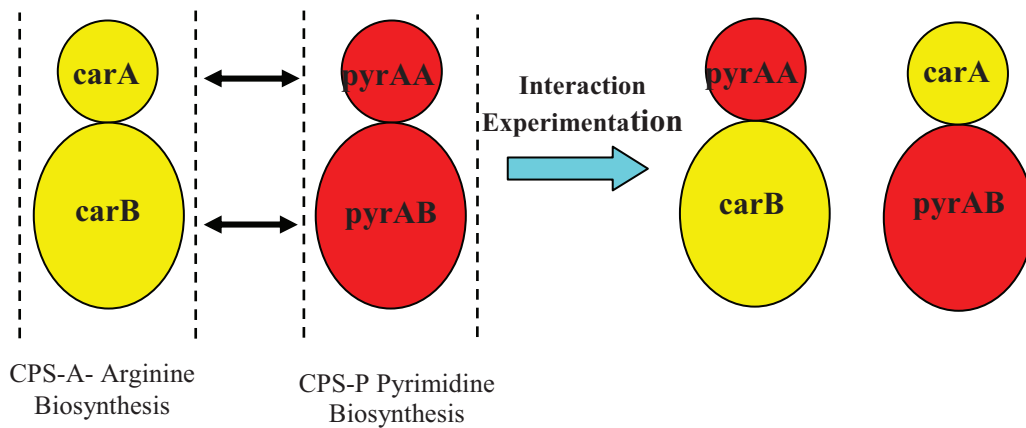 carA
carB
CPS-A- Arginine
Biosynthesis
pyrAA
pyrAB
CPS-P Pyrimidine
Biosynthesis
Interaction
Experimentation
pyrAA
carB
carA
pyrAB